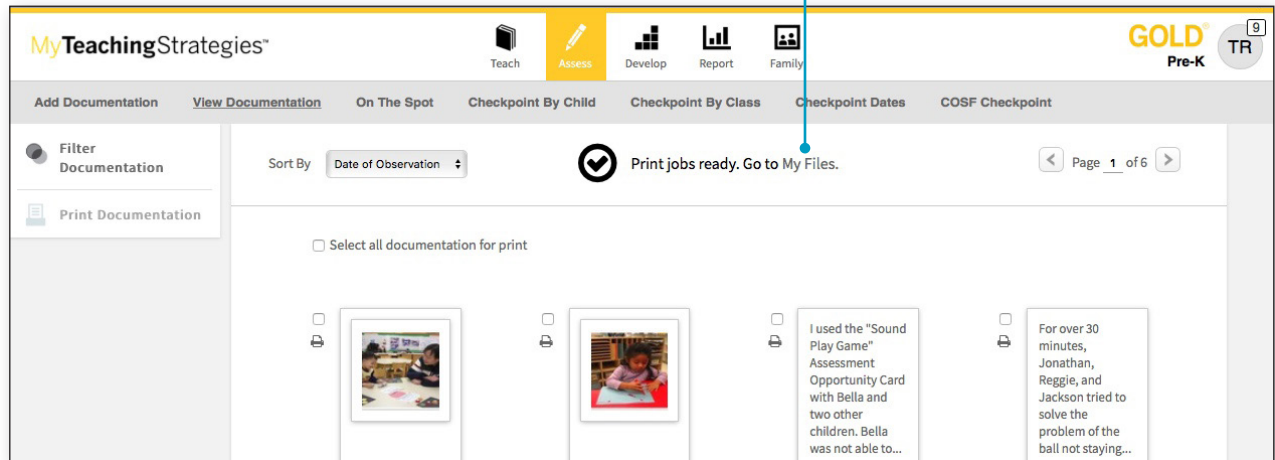 MyTeachingStrategies™
Teach
Assess
Develop
Report
Family
GOLD®
Pre-K
TR
9
Add Documentation View Documentation On The Spot Checkpoint By Child Checkpoint By Class Checkpoint Dates COSF Checkpoint
Filter
Documentation
Print Documentation
Sort By Date of Observation
Print jobs ready. Go to My Files.
Page 1 of 6
Select all documentation for print
I used the "Sound
Play Game"
Assessment
Opportunity Card
with Bella and
two other
children. Bella
was not able to...
For over 30
minutes,
Jonathan,
Reggie, and
Jackson tried to
solve the
problem of the
ball not staying...